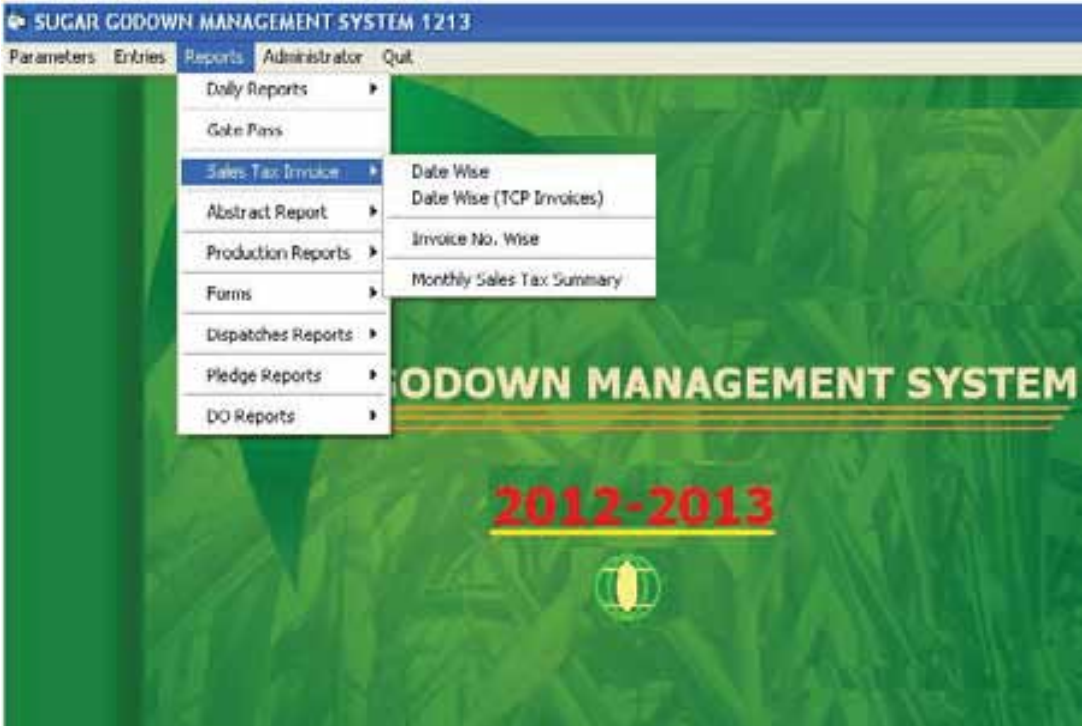 SUGAR GODOWN MANAGEMENT SYSTEM 1213
Parameters Entries Reports Administrator Quit
Daily Reports
Gate Pass
Sales Tax Invoice
Abstract Report
Production Reports
Forms
Dispatches Reports
Pledge Reports
DO Reports
Date Wise
Date Wise (TCP Invoices)
Invoice No. Wise
Monthly Sales Tax Summary
GODOWN MANAGEMENT SYSTEM
2012-2013